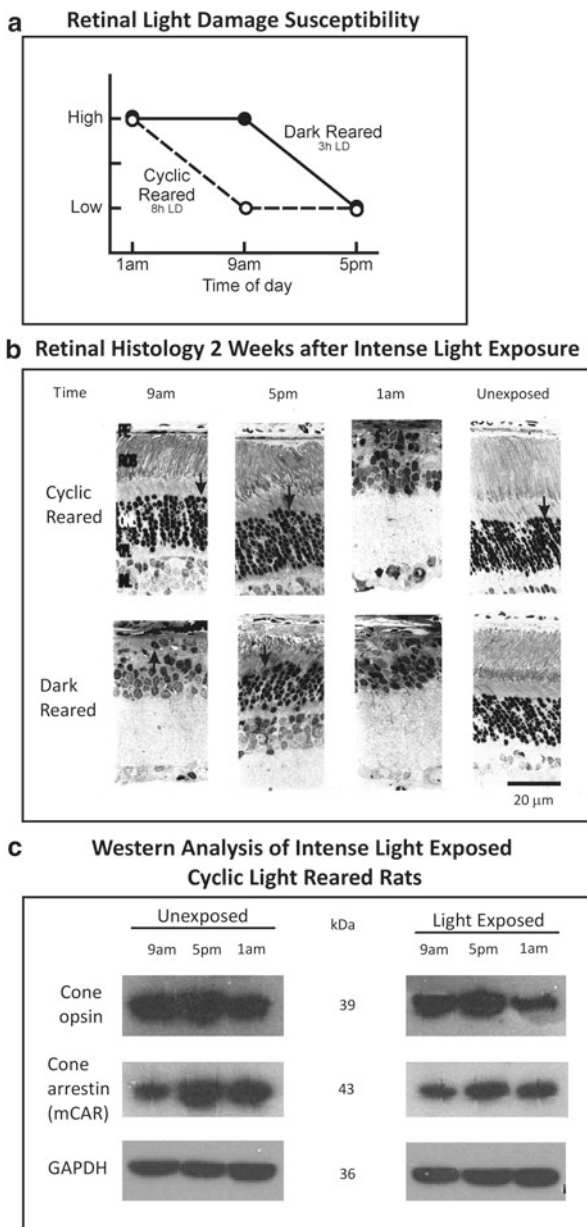 a Retinal Light Damage Susceptibility
High
Low
Dark Reared
3h LD
Cyclic
Reared
8h LD
1am 9am 5pm
Time of day
b Retinal Histology 2 Weeks after Intense Light Exposure
Time 9am 5pm 1am Unexposed
PE
ROS
Cyclic
Reared
Dark
Reared
20 μm
c Western Analysis of Intense Light Exposed
Cyclic Light Reared Rats
Unexposed kDa Light Exposed
9am 5pm 1am 9am 5pm 1am
Cone
opsin
39
Cone
arrestin
(mCAR)
43
GAPDH 36